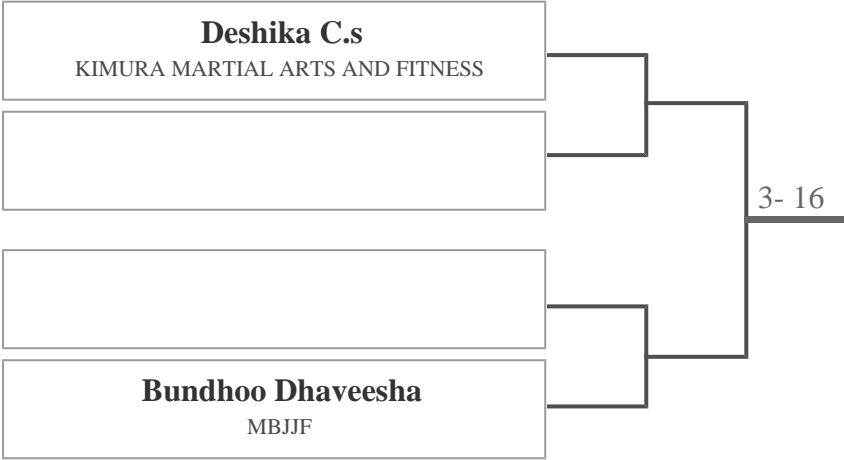 Deshika C.s
KIMURA MARTIAL ARTS AND FITNESS
3- 16
Bundhoo Dhaveesha
MBJJF